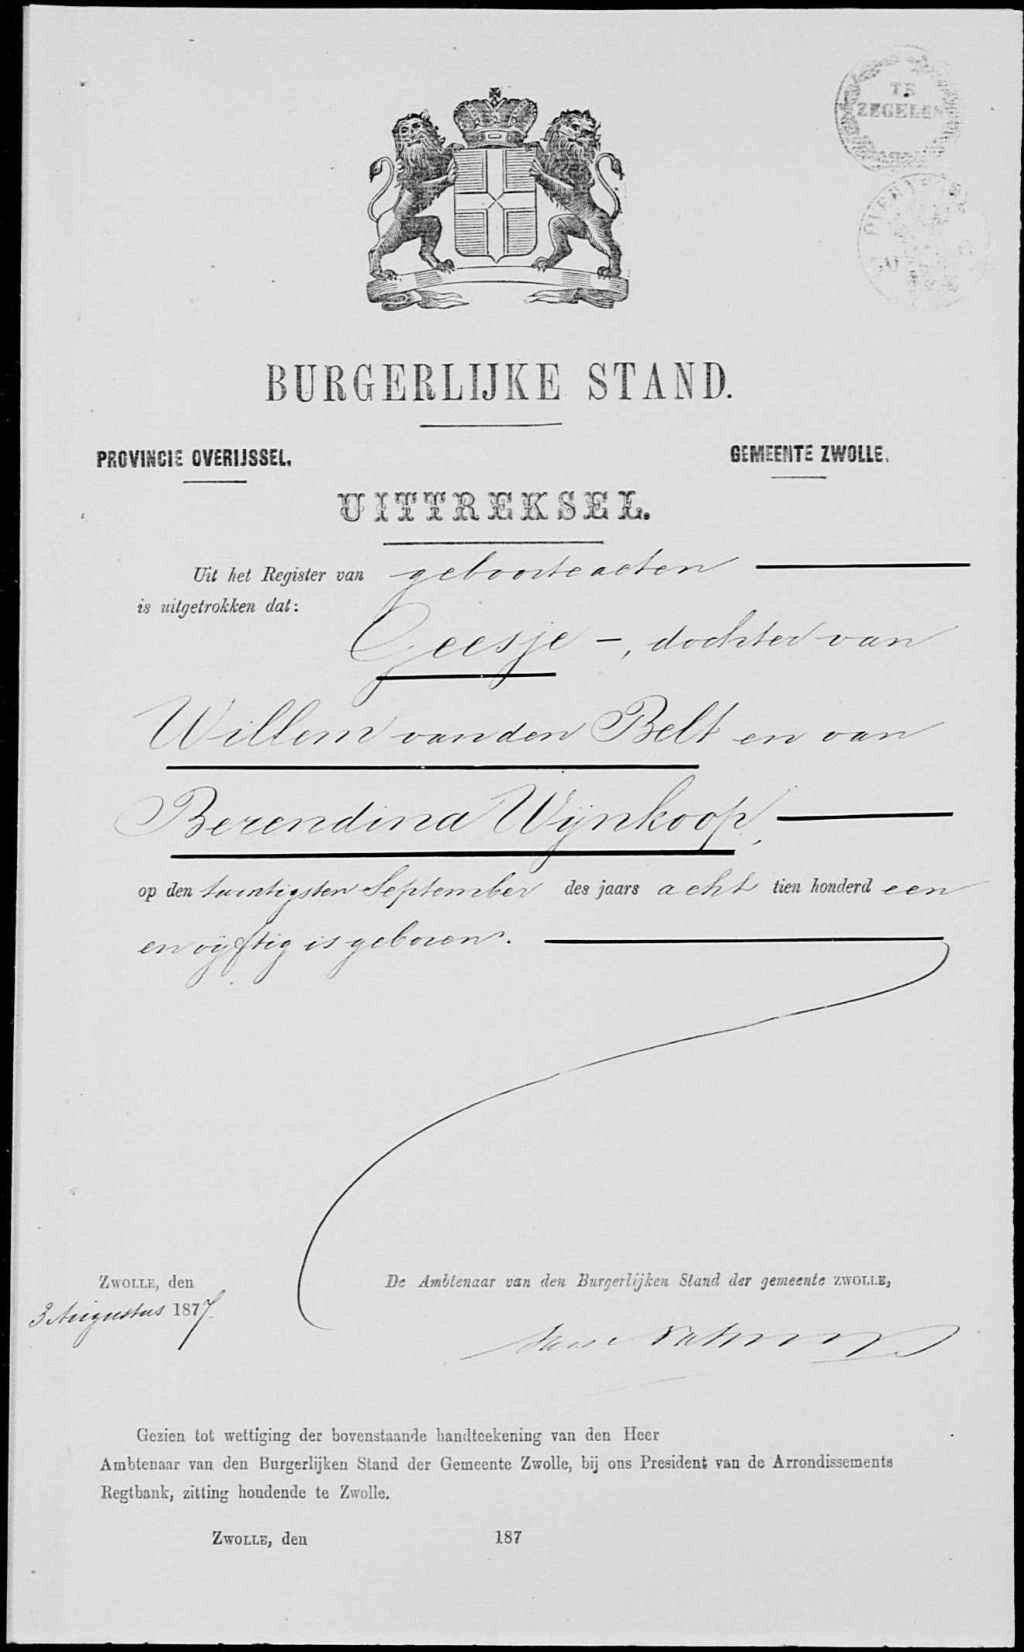 TE
ZEGELEN
BURGERLIJKE STAND.
PROVINCIE OVERIJSSEL.
GEMEENTE ZWOLLE.
UITTREKSEL.
Uit het Register van geboorteacten
is uitgetrokken dat:
Geesje -, dochter van
Willem van den Belt en van
Berendina Wijnkoop,
op den twintigsten September des jaars acht tien honderd een
en vijftig is geboren.
ZWOLLE, den
3 Augustus 1877.
De Ambtenaar van den Burgerlijken Stand der gemeente ZWOLLE,
Gezien tot wettiging der bovenstaande handteekening van den Heer
Ambtenaar van den Burgerlijken Stand der Gemeente Zwolle, bij ons President van de Arrondissements
Regtbank, zitting houdende te Zwolle.
ZWOLLE, den 187